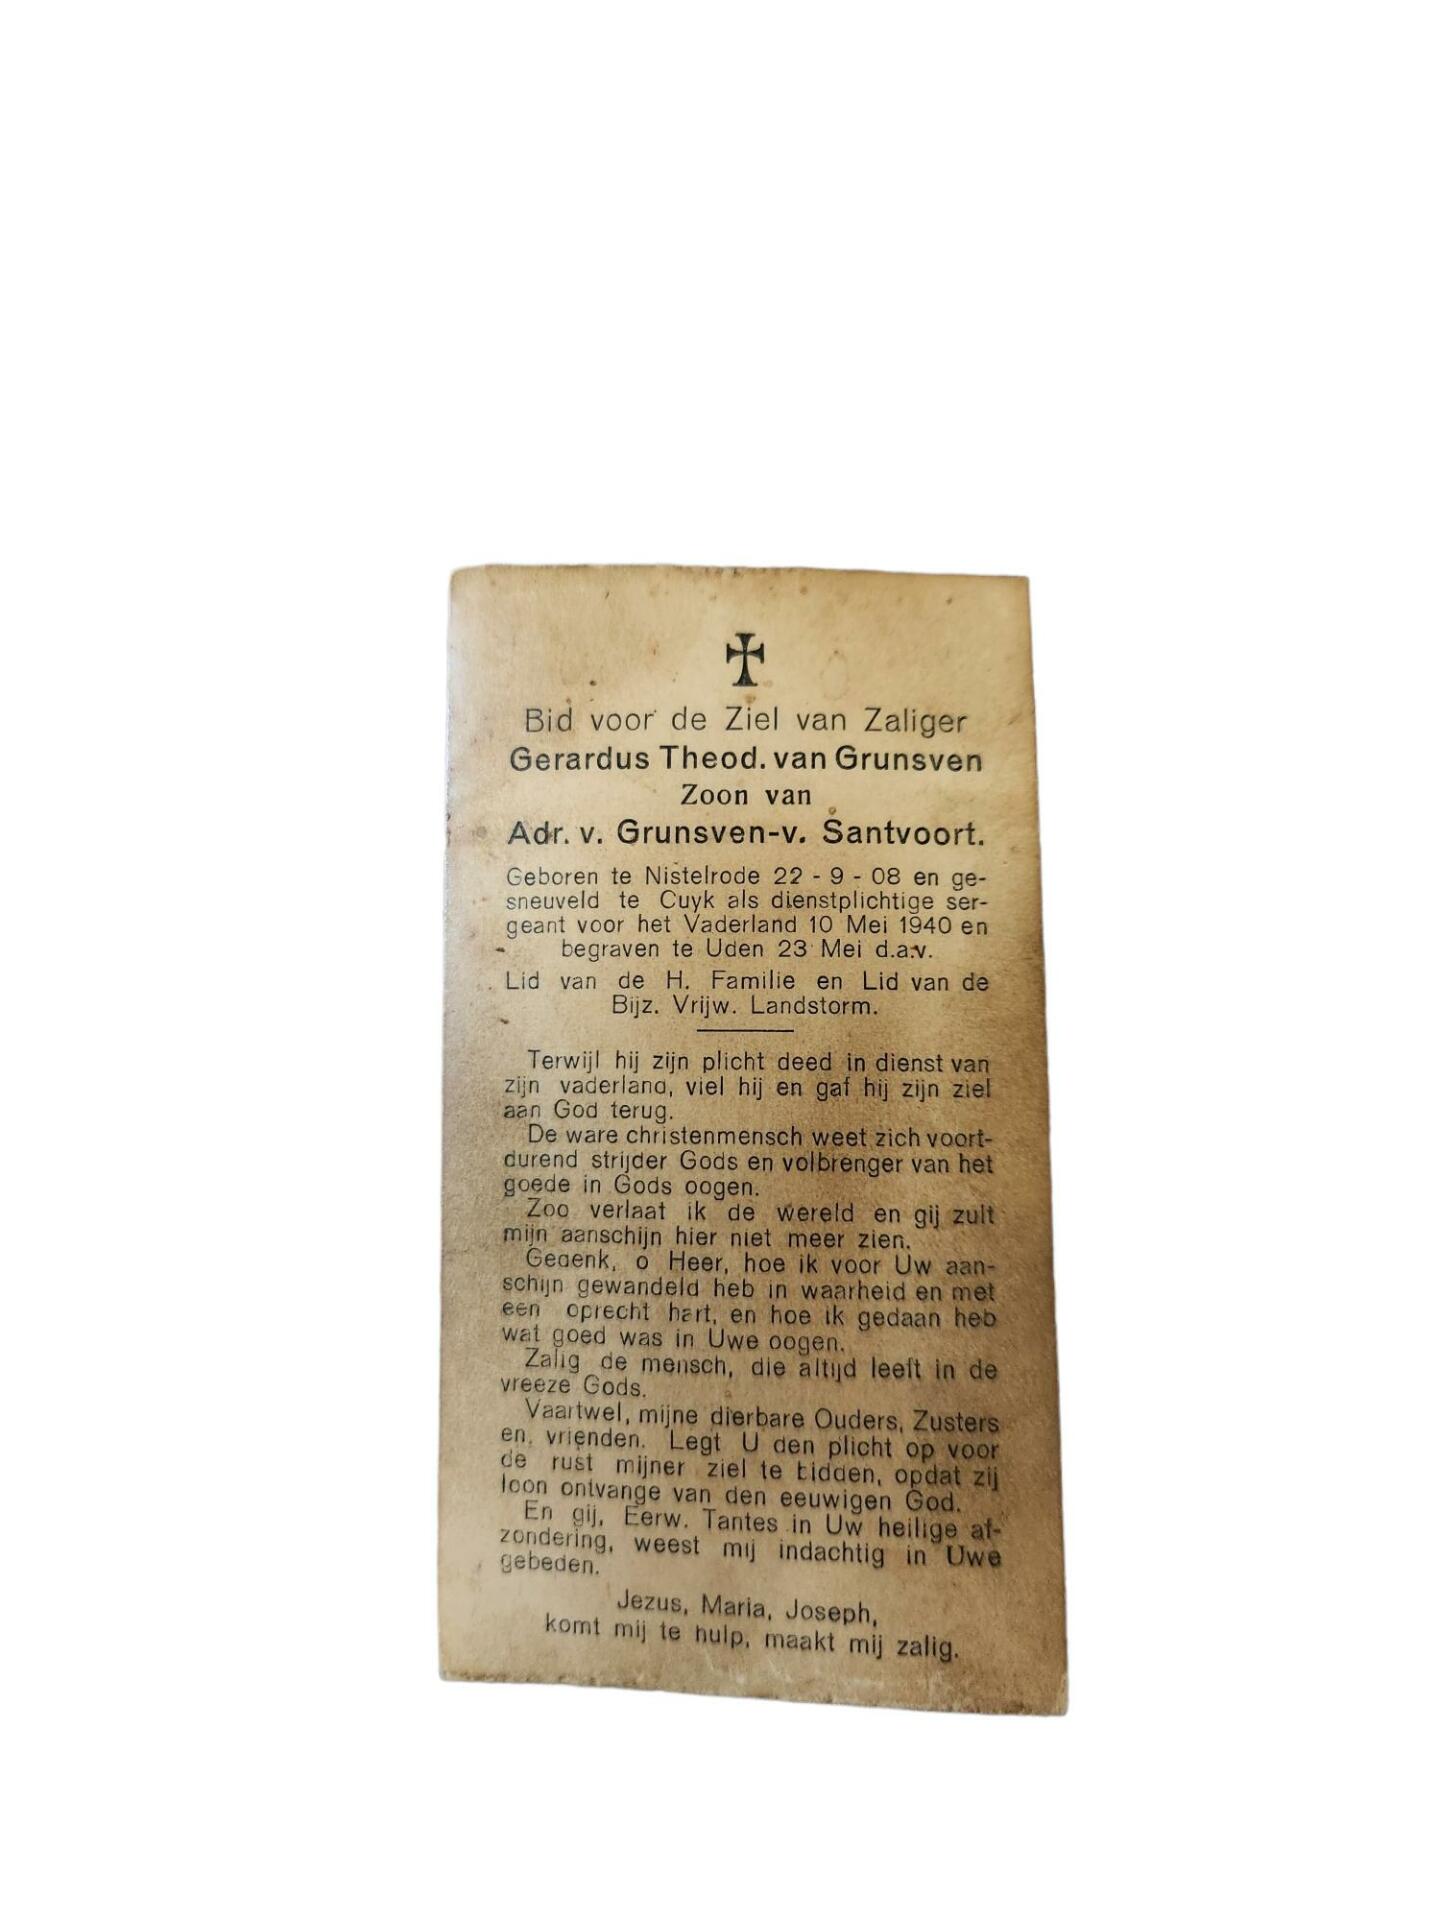 Bid voor de Ziel van Zaliger
Gerardus Theod. van Grunsven
Zoon van
Adr. v. Grunsven-v. Santvoort.
Geboren te Nistelrode 22 - 9 - 08 en ge-
sneuveld te Cuyk als dienstplichtige ser-
geant voor het Vaderland 10 Mei 1940 en
begraven te Uden 23 Mei d.a.v.
Lid van de H. Familie en Lid van de
Bijz. Vrijw. Landstorm.
Terwijl hij zijn plicht deed in dienst van
zijn vaderland, viel hij en gaf hij zijn ziel
aan God terug.
De ware christenmensch weet zich voort-
durend strijder Gods en volbrenger van het
goede in Gods oogen.
Zoo verlaat ik de wereld en gij zult
mijn aanschijn hier niet meer zien.
Gedenk, o Heer, hoe ik voor Uw aan-
schijn gewandeld heb in waarheid en met
een oprecht hart, en hoe ik gedaan heb
wat goed was in Uwe oogen.
Zalig de mensch, die altijd leeft in de
vreeze Gods.
Vaartwel, mijne dierbare Ouders, Zusters
en vrienden. Legt U den plicht op voor
de rust mijner ziel te bidden, opdat zij
loon ontvange van den eeuwigen God.
En gij, Eerw. Tantes in Uw heilige af-
zondering, weest mij indachtig in Uwe
gebeden.
Jezus, Maria, Joseph,
komt mij te hulp, maakt mij zalig.